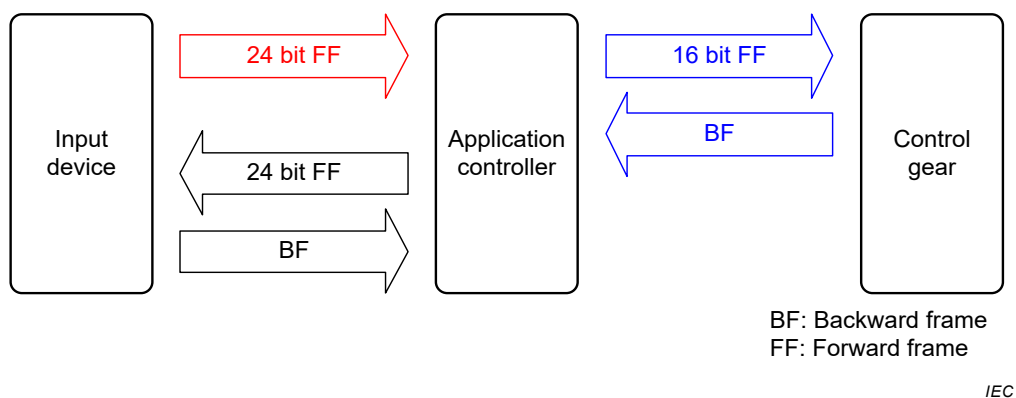 24 bit FF
16 bit FF
Input
device
Application
controller
Control
gear
BF
24 bit FF
BF
BF: Backward frame
FF: Forward frame
IEC